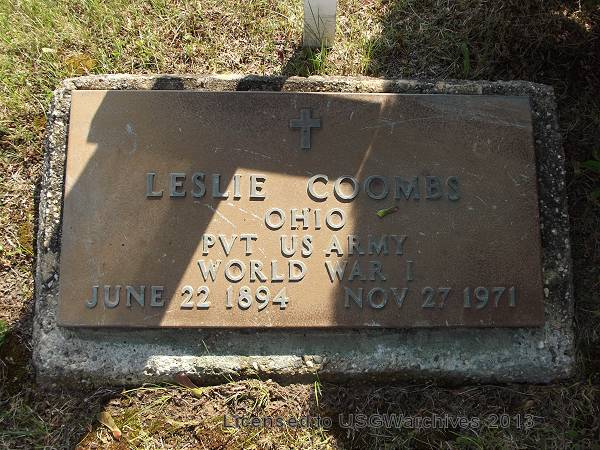 LESLIE COOMBS
OHIO
PVT US ARMY
WORLD WAR I
JUNE 22 1894 NOV 27 1971
Licensed to USGWarchives 2013